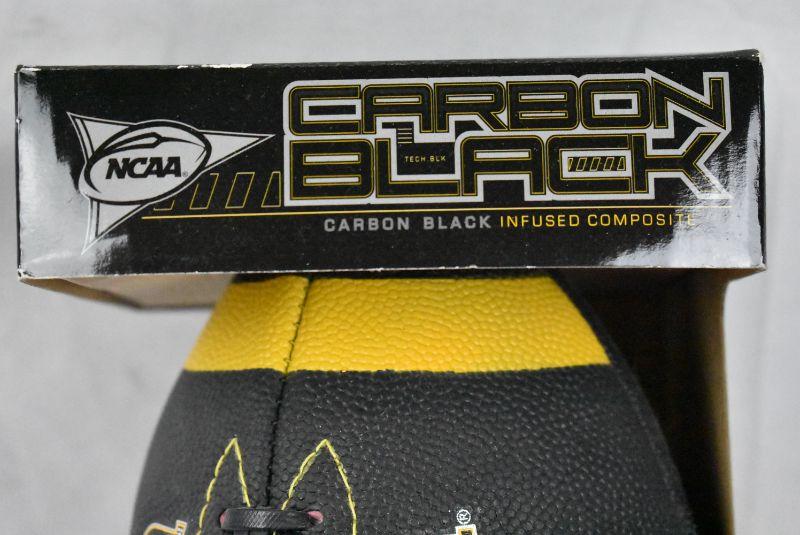 CARBON
NCAA®
TECH.BLK
BLACK
CARBON BLACK INFUSED COMPOSITE
®